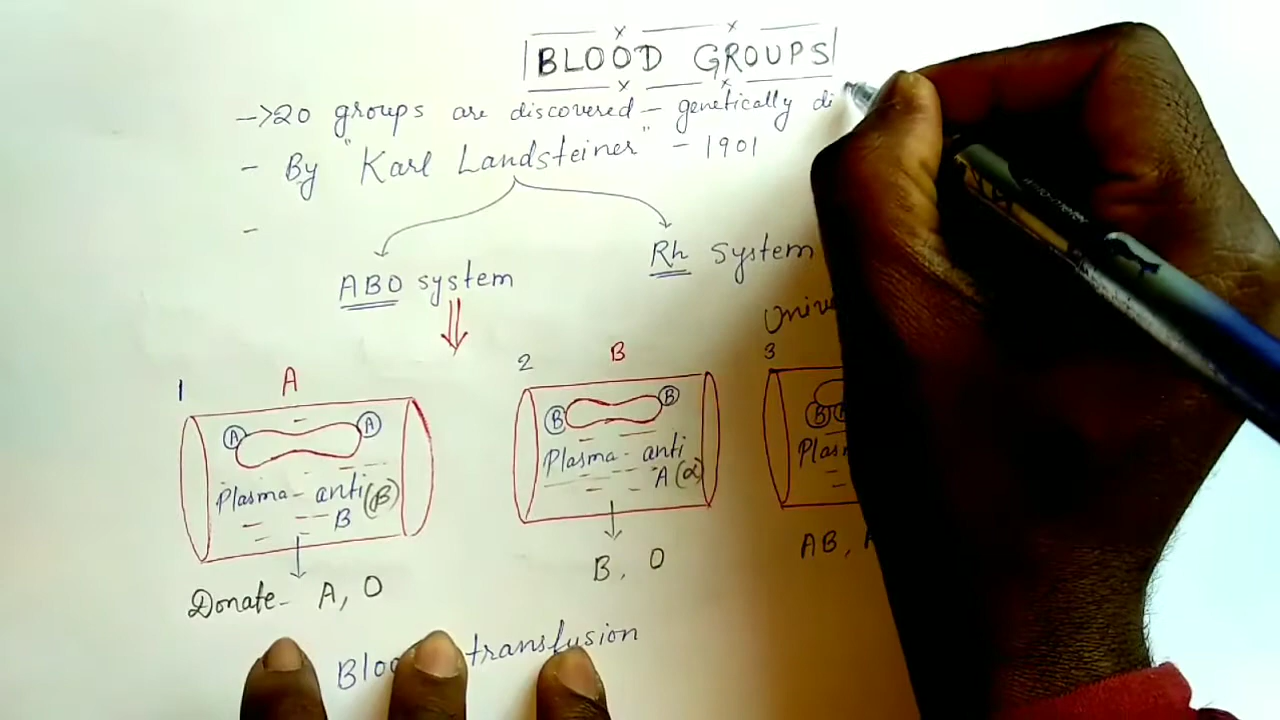 BLOOD GROUPS
->20 groups are discovered - genetically di
- By "Karl Landsteiner" - 1901
-
ABO system
Rh system
1
A
A
A
Plasma - anti (β)
B
Donate - A, O
2
B
B
B
Plasma - anti
A (α)
B, O
3
B
AB,
transfusion